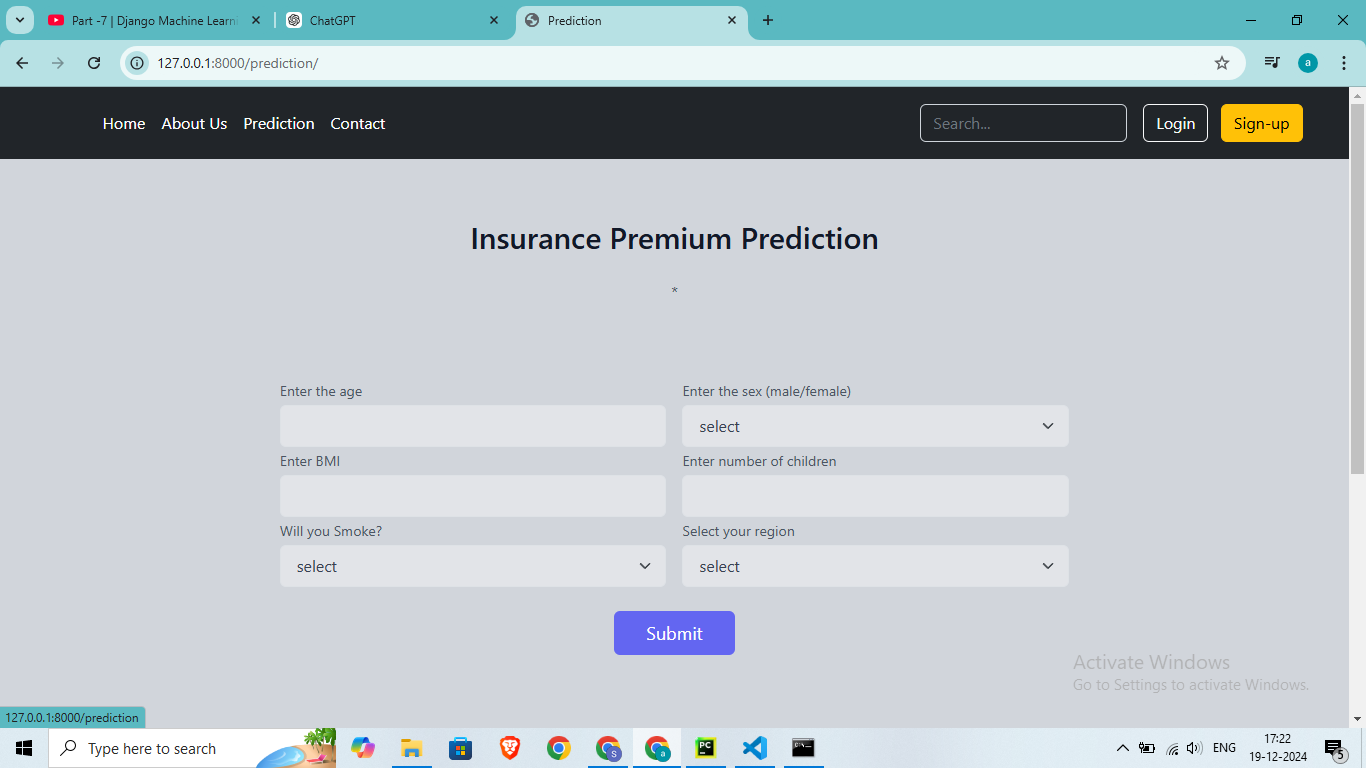 Part -7 | Django Machine Learn
ChatGPT
Prediction
127.0.0.1:8000/prediction/
a
Home About Us Prediction Contact
Search...
Login
Sign-up
Insurance Premium Prediction
*
Enter the age
Enter the sex (male/female)
select
Enter BMI
Enter number of children
Will you Smoke?
Select your region
select
select
Submit
Activate Windows
Go to Settings to activate Windows.
127.0.0.1:8000/prediction
Type here to search
S
a
PC
ENG
17:22
19-12-2024
5